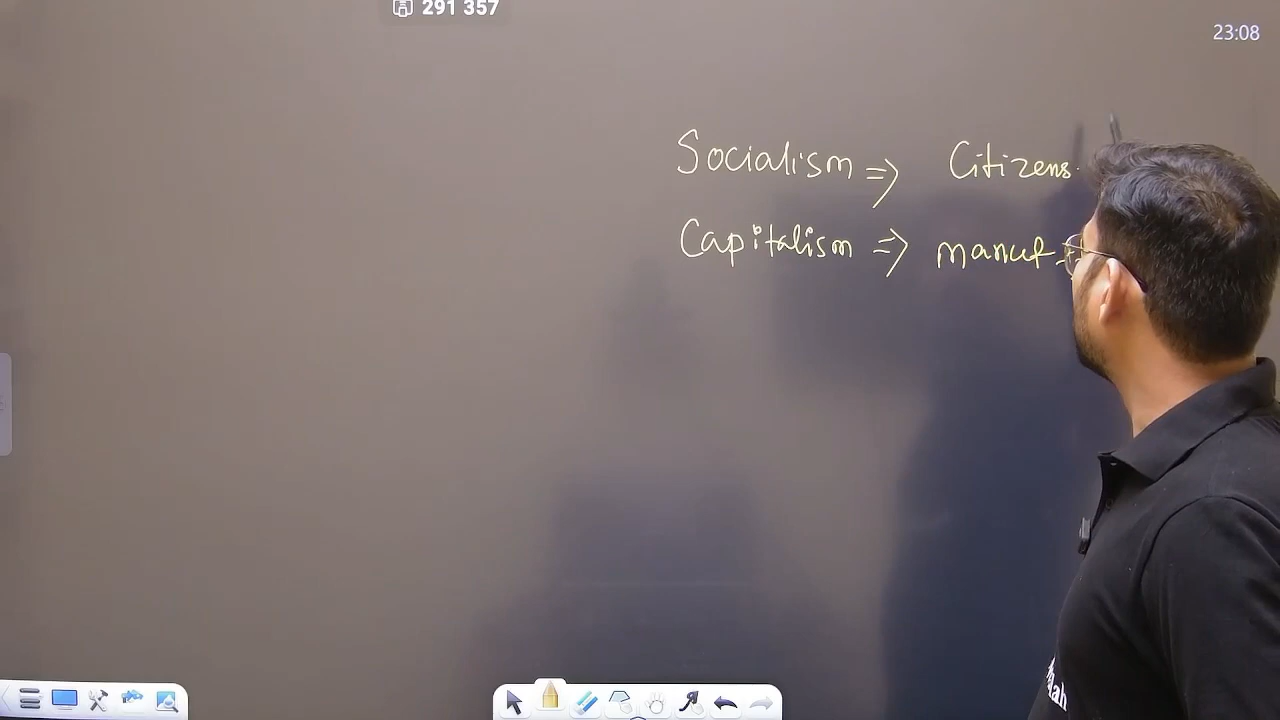 291 357
23:08
Socialism => Citizens.
Capitalism => manuf